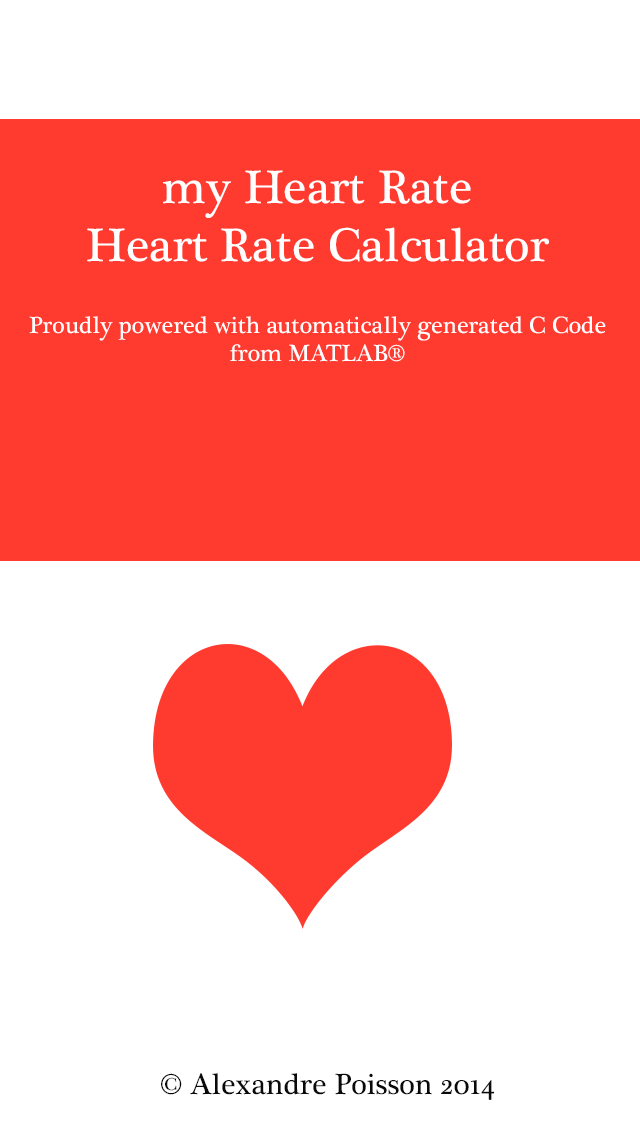 my Heart Rate
Heart Rate Calculator
Proudly powered with automatically generated C Code
from MATLAB®
© Alexandre Poisson 2014